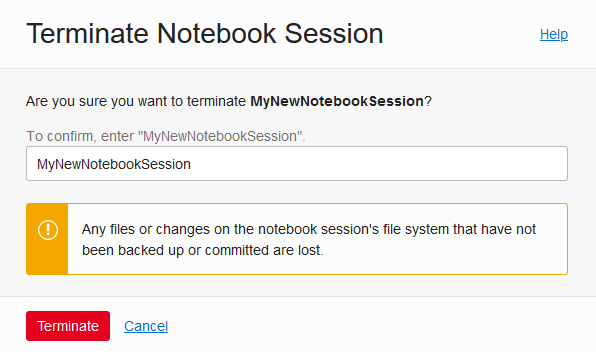 Terminate Notebook Session
Help
Are you sure you want to terminate MyNewNotebookSession?
To confirm, enter "MyNewNotebookSession".
MyNewNotebookSession
Any files or changes on the notebook session's file system that have not
been backed up or committed are lost.
Terminate
Cancel